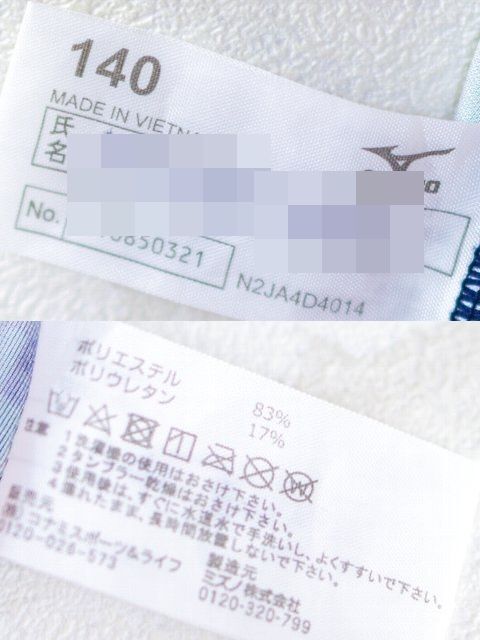 140
MADE IN VIETNA
氏
名
No. 3850321
N2JA4D4014
ポリエステル 83%
ポリウレタン 17%
注意
1 洗濯機の使用はおさけ下さい。
2 タンブラー乾燥はおさけ下さい。
3 使用後は、すぐに水道水で手洗いし、よくすすいで下さい。
4 濡れたまま、長時間放置しないで下さい。
販売元
(株)コナミスポーツ&ライフ
0120-026-573
製造元
ミズノ株式会社
0120-320-799